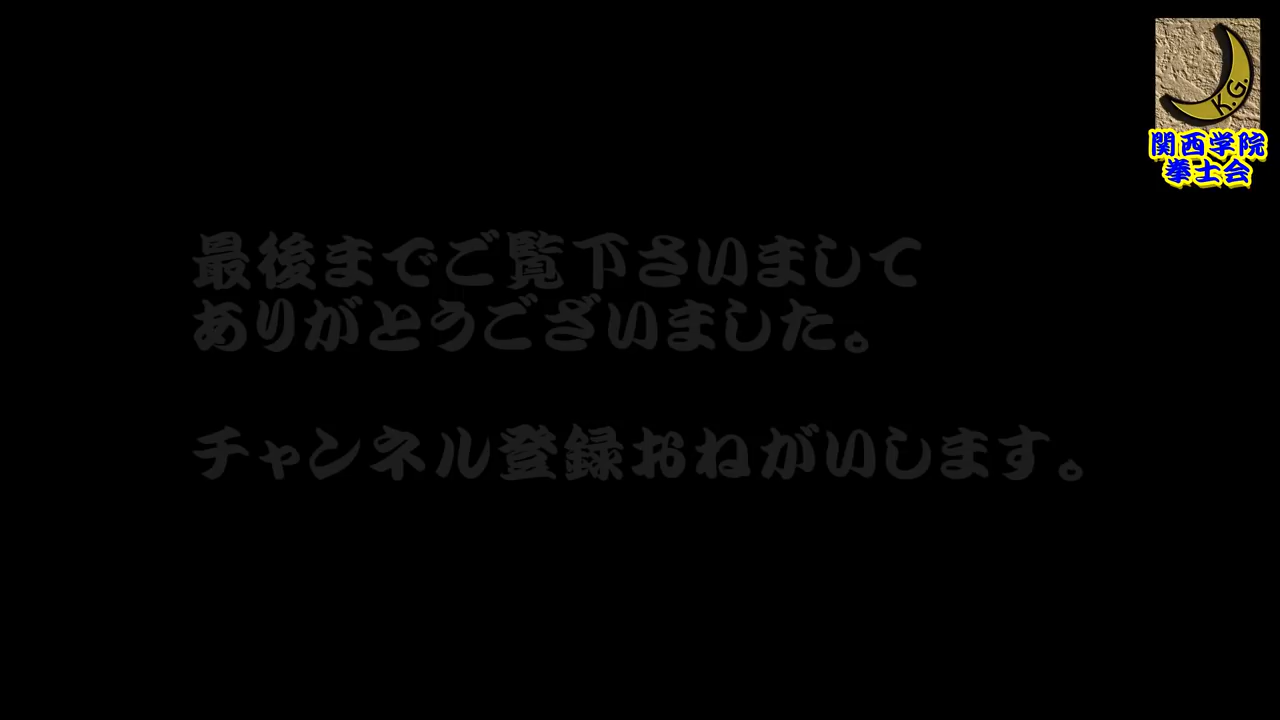 最後までご覧下さいまして
ありがとうございました。
チャンネル登録おねがいします。
K.G.
関西学院
拳士会